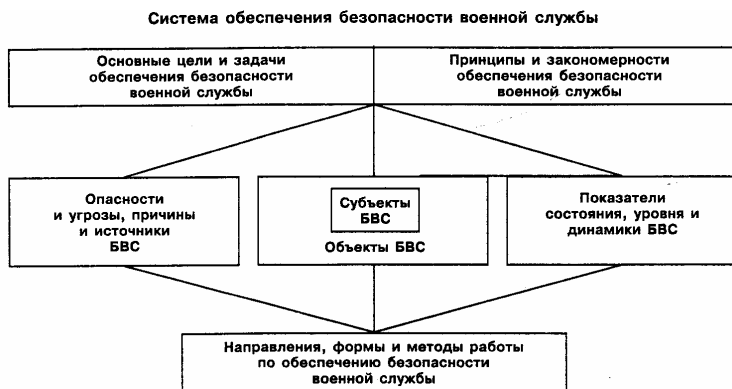 Система обеспечения безопасности военной службы
Основные цели и задачи
обеспечения безопасности
военной службы
Принципы и закономерности
обеспечения безопасности
военной службы
Опасности
и угрозы, причины
и источники
БВС
Субъекты
БВС
Объекты БВС
Показатели
состояния, уровня и
динамики БВС
Направления, формы и методы работы
по обеспечению безопасности
военной службы